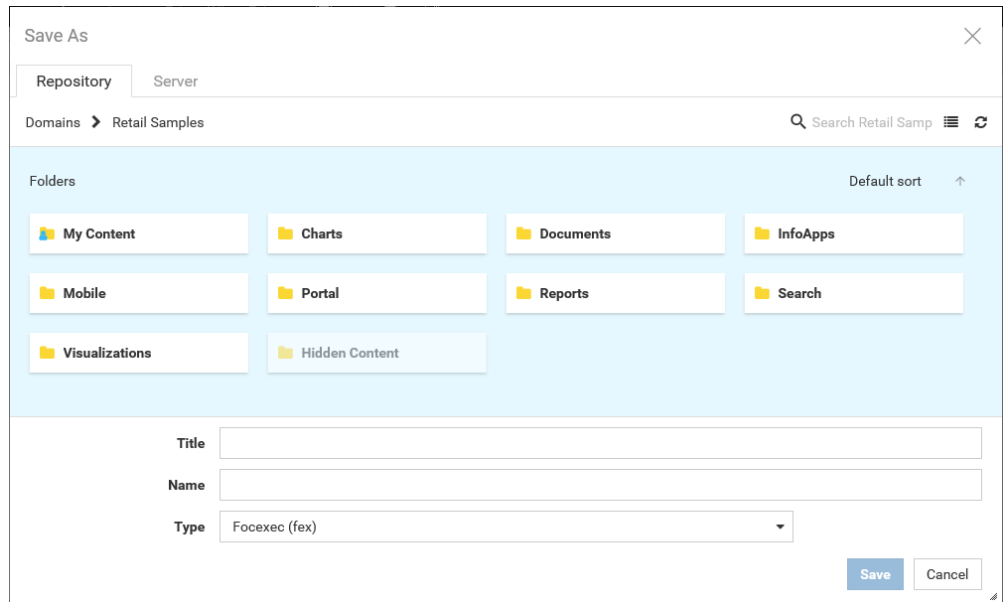 Save As
Repository Server
Domains Retail Samples Search Retail Samp
Folders Default sort
My Content Charts Documents InfoApps
Mobile Portal Reports Search
Visualizations Hidden Content
Title
Name
Type Focexec (fex)
Save Cancel